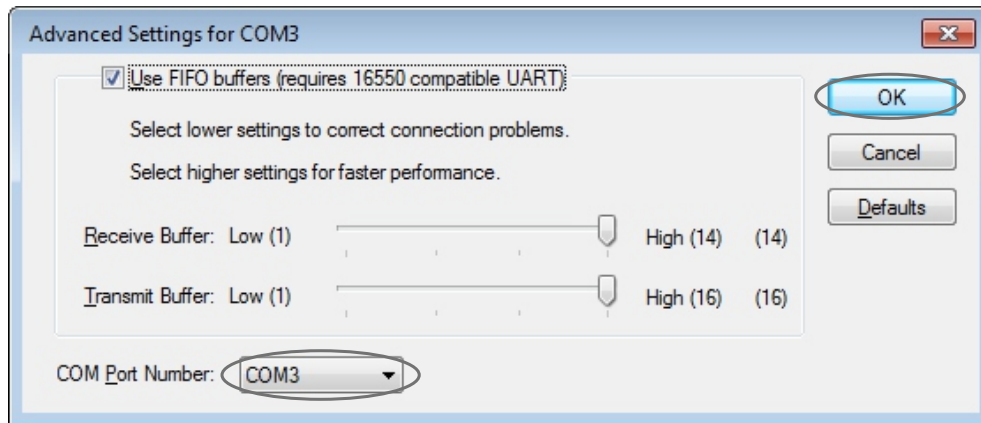 Advanced Settings for COM3
Use FIFO buffers (requires 16550 compatible UART)
OK
Select lower settings to correct connection problems.
Cancel
Select higher settings for faster performance.
Defaults
Receive Buffer: Low (1) High (14) (14)
Transmit Buffer: Low (1) High (16) (16)
COM Port Number: COM3